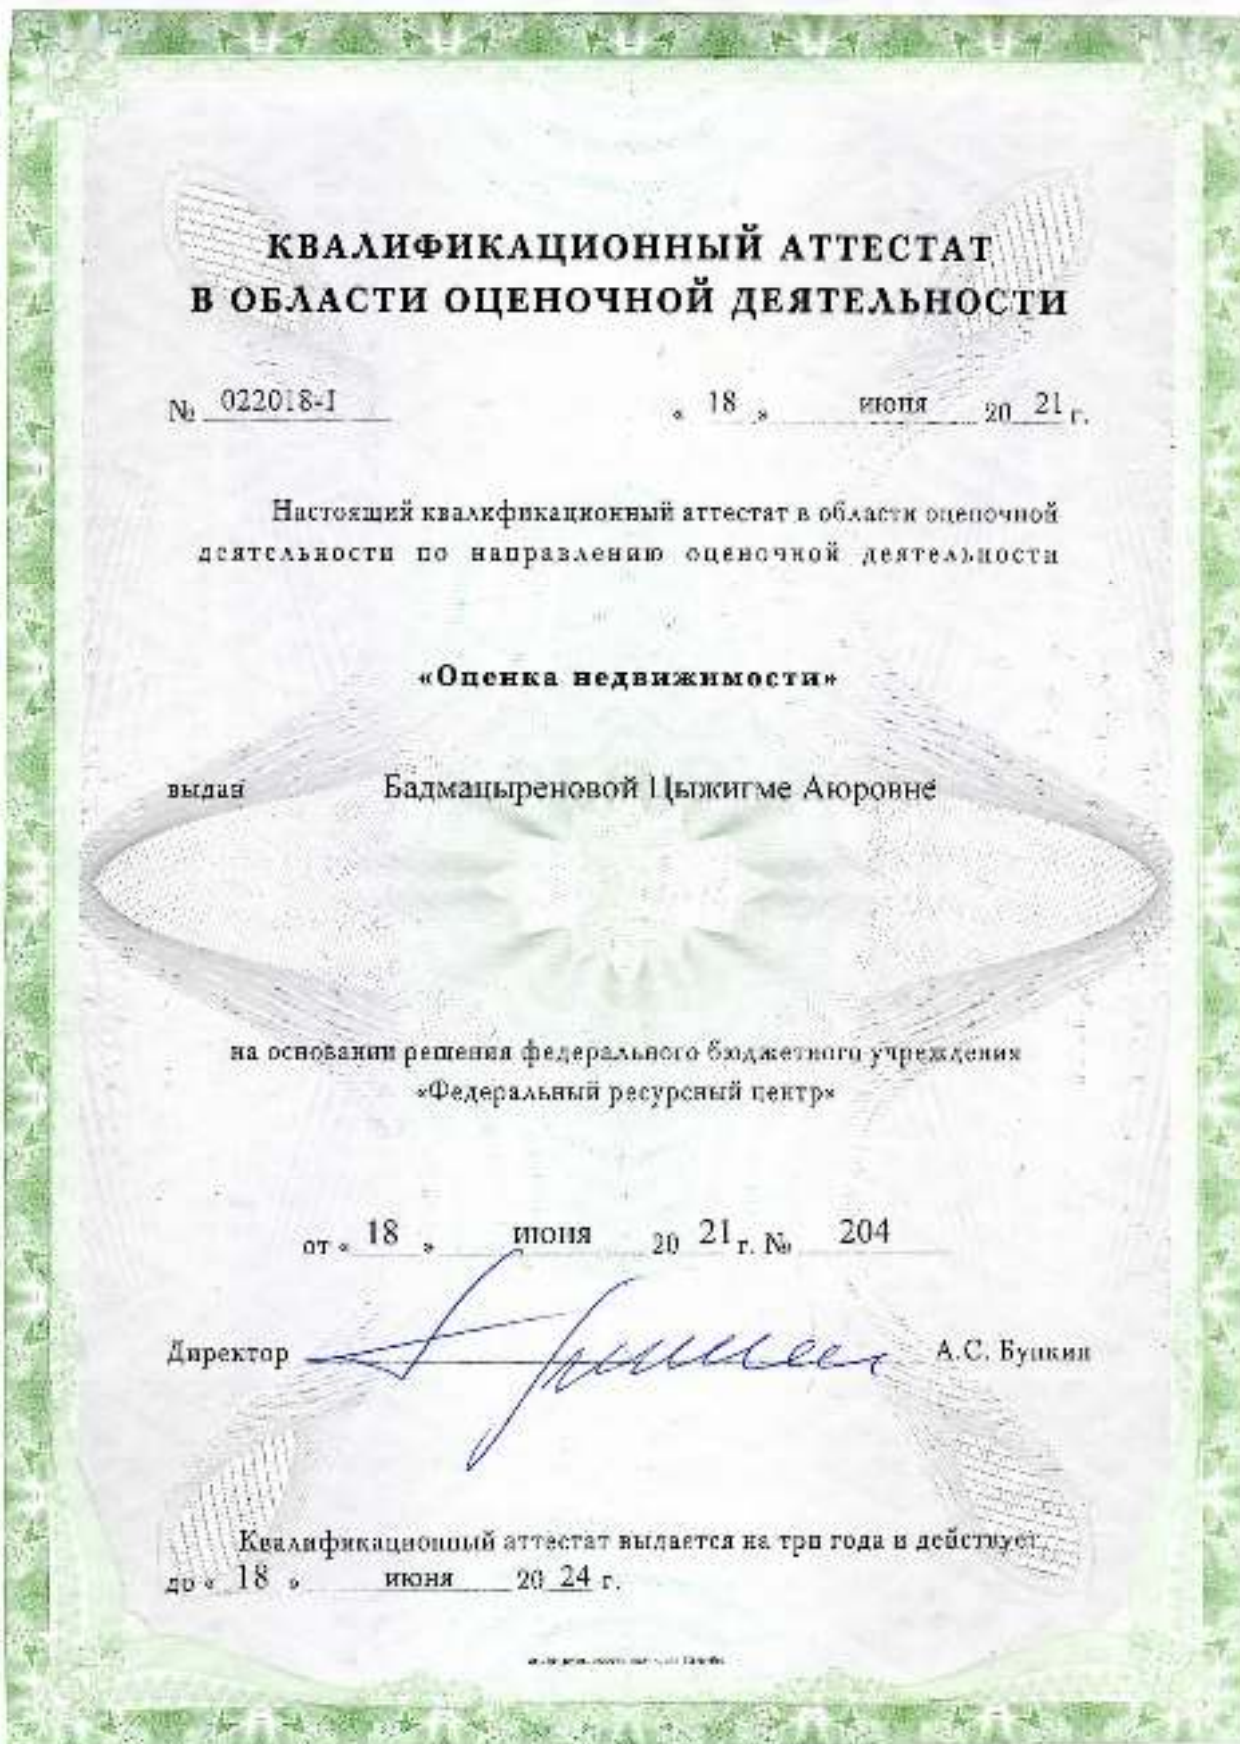 КВАЛИФИКАЦИОННЫЙ АТТЕСТАТ
В ОБЛАСТИ ОЦЕНОЧНОЙ ДЕЯТЕЛЬНОСТИ
№ 022018-1 « 18 » июня 20 21 г.
Настоящий квалификационный аттестат в области оценочной
деятельности по направлению оценочной деятельности
«Оценка недвижимости»
выдан Бадмацыреновой Цыжигме Аюровне
на основании решения федерального бюджетного учреждения
«Федеральный ресурсный центр»
от « 18 » июня 20 21 г. № 204
Директор А.С. Бункин
Квалификационный аттестат выдается на три года и действует
до « 18 » июня 20 24 г.